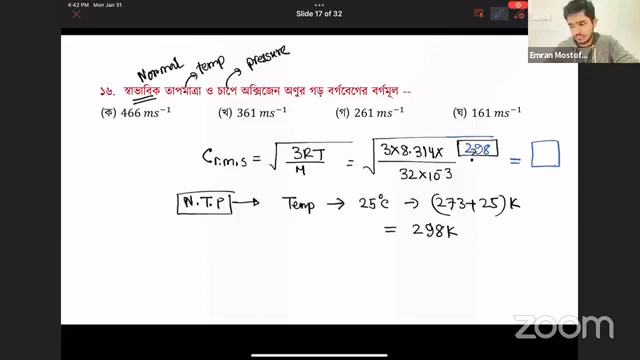 4:42 PM Mon Jan 31
Slide 17 of 32
Normal temp pressure
১৬. স্বাভাবিক তাপমাত্রা ও চাপে অক্সিজেন অণুর গড় বর্গবেগের বর্গমূল --
(ক) 466 ms⁻¹ (খ) 361 ms⁻¹ (গ) 261 ms⁻¹ (ঘ) 161 ms⁻¹
Cr.m.s = √(3RT/M) = √(3×8.314×298/32×10⁻³) =
N.T.P → Temp → 25°C → (273+25)K
= 298K
Emran Mostof...
zoom